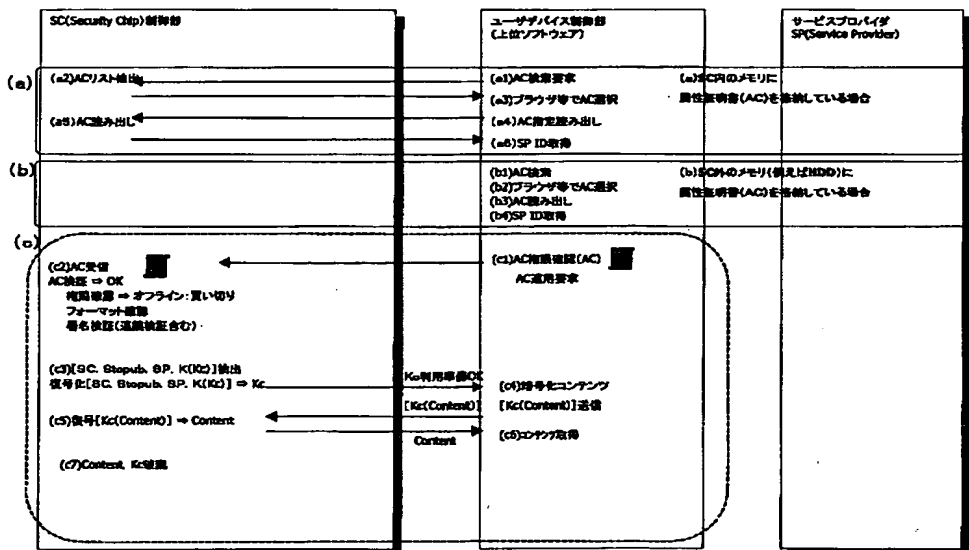 SC(Security Chip)制御部
ユーザデバイス制御部
(上位ソフトウェア)
サービスプロバイダ
SP(Service Provider)
(a)
(a2)ACリスト抽出
(a1)AC検索要求
(a)SC内のメモリに
(a3)ブラウザ等でAC選択
属性証明書(AC)を格納している場合
(a5)AC読み出し
(a4)AC指定読み出し
(a6)SP ID取得
(b)
(b1)AC検索
(b)SC外のメモリ(例えばHDD)に
(b2)ブラウザ等でAC選択
属性証明書(AC)を格納している場合
(b3)AC読み出し
(b4)SP ID取得
(c)
(c2)AC受信
(c1)AC権限確認(AC)
AC検証 ⇒ OK
AC適用要求
権限確認 ⇒ オフライン:買い切り
フォーマット確認
署名検証(連鎖検証含む)
(c3)[SC. Stopub. SP. K(Kc)]抽出
復号化[SC. Stopub. SP. K(Kc)] ⇒ Kc
Kc利用準備OK
(c4)暗号化コンテンツ
[Kc(Content)]
[Kc(Content)]送信
(c5)復号[Kc(Content)] ⇒ Content
Content
(c6)コンテンツ取得
(c7)Content, Kc破棄